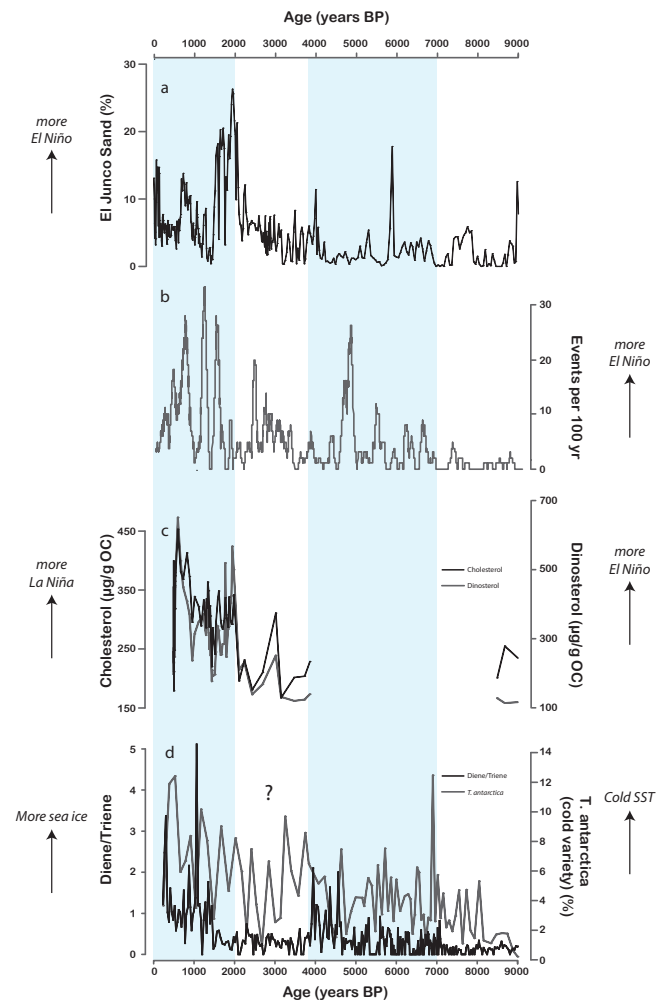 Age (years BP)
0 1000 2000 3000 4000 5000 6000 7000 8000 9000
a
more
El Niño
El Junco Sand (%)
30
20
10
0
b
30
20
10
0
Events per 100 yr
more
El Niño
c
more
La Niña
Cholesterol (µg/g OC)
450
350
250
150
Cholesterol
Dinosterol
700
500
300
100
Dinosterol (µg/g OC)
more
El Niño
d
More sea ice
Diene/Triene
5
4
3
2
1
0
?
Diene/Triene
T. antarctica
14
12
10
8
6
4
2
0
T. antarctica
(cold variety) (%)
Cold SST
0 1000 2000 3000 4000 5000 6000 7000 8000 9000
Age (years BP)